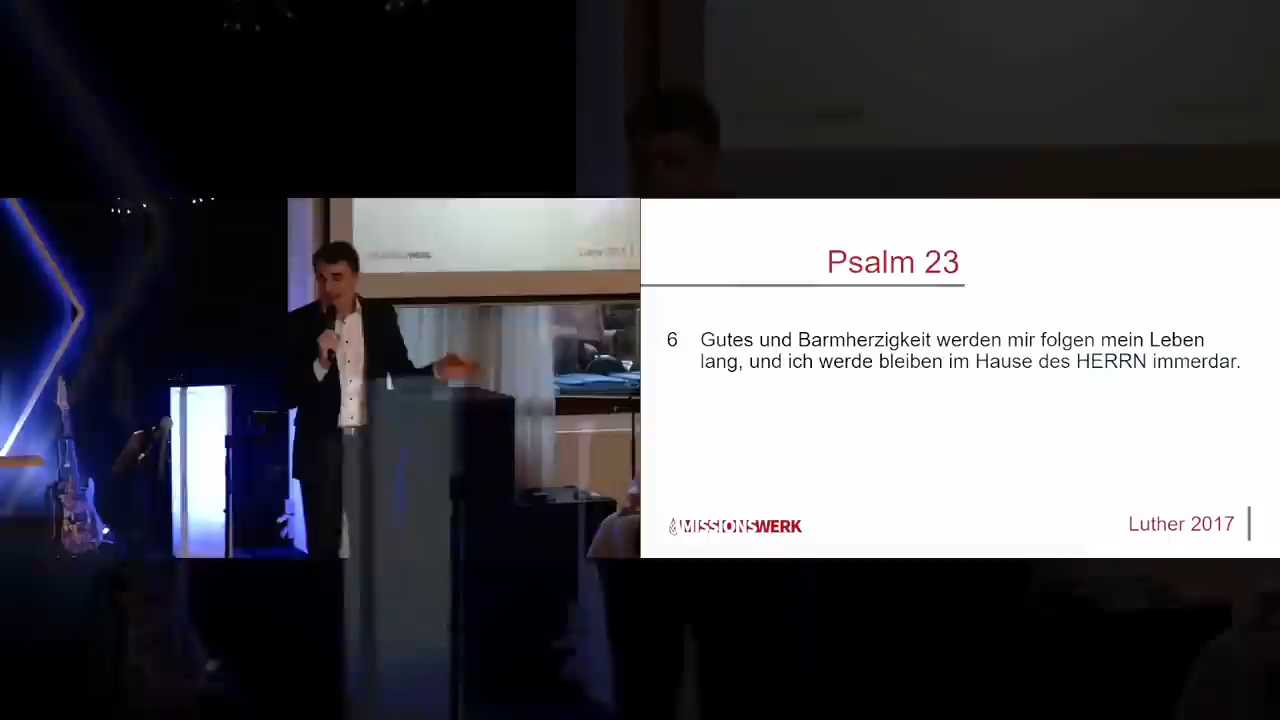 Psalm 23
6 Gutes und Barmherzigkeit werden mir folgen mein Leben
lang, und ich werde bleiben im Hause des HERRN immerdar.
MISSIONSWERK
Luther 2017